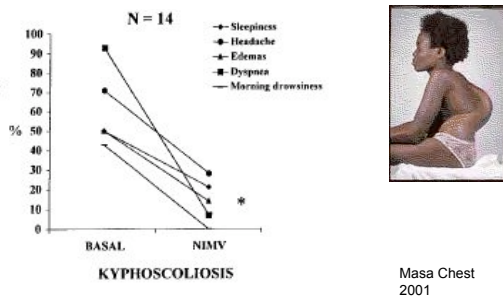 N = 14
Sleepiness
Headache
Edemas
Dyspnea
Morning drowsiness
100
90
80
70
60
50
40
30
20
10
0
%
*
BASAL NIMV
KYPHOSCOLIOSIS
Masa Chest
2001